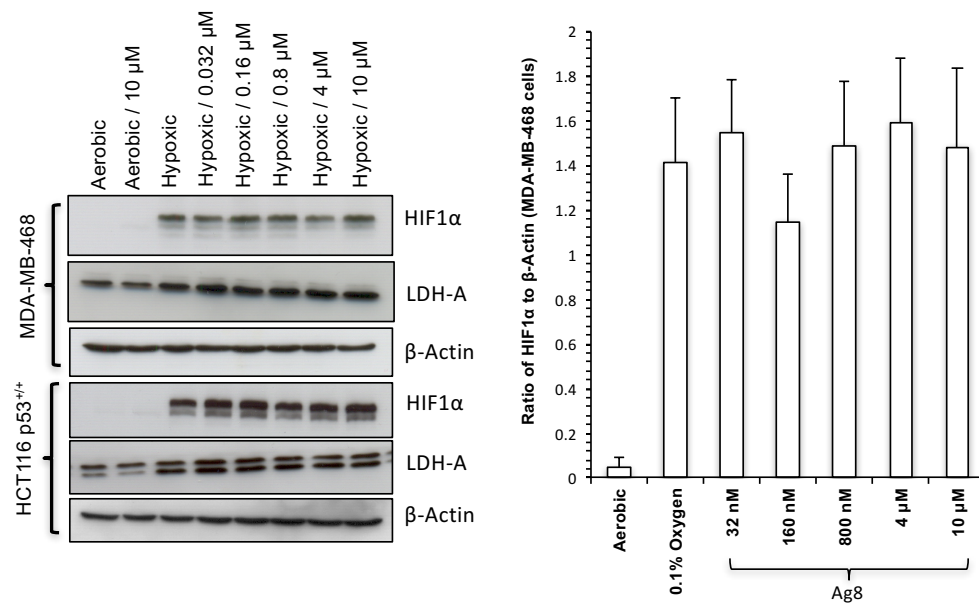 Aerobic
Aerobic / 10 µM
Hypoxic
Hypoxic / 0.032 µM
Hypoxic / 0.16 µM
Hypoxic / 0.8 µM
Hypoxic / 4 µM
Hypoxic / 10 µM
MDA-MB-468
HIF1α
LDH-A
β-Actin
HCT116 p53+/+
HIF1α
LDH-A
β-Actin
Ratio of HIF1α to β-Actin (MDA-MB-468 cells)
2
1.8
1.6
1.4
1.2
1
0.8
0.6
0.4
0.2
0
Aerobic
0.1% Oxygen
32 nM
160 nM
800 nM
4 µM
10 µM
Ag8